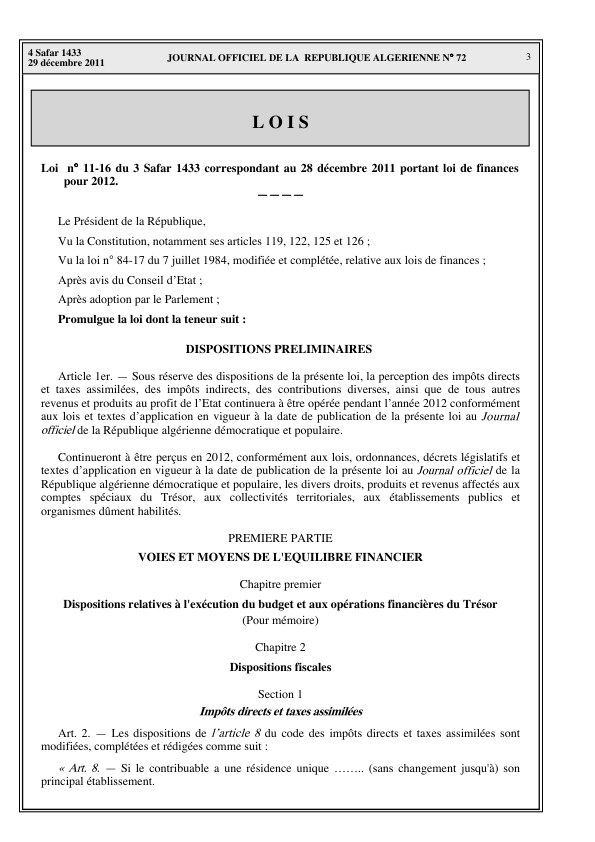 4 Safar 1433
29 décembre 2011
JOURNAL OFFICIEL DE LA REPUBLIQUE ALGERIENNE N° 72
3
L O I S
Loi n° 11-16 du 3 Safar 1433 correspondant au 28 décembre 2011 portant loi de finances
pour 2012.
— — — —
Le Président de la République,
Vu la Constitution, notamment ses articles 119, 122, 125 et 126 ;
Vu la loi n° 84-17 du 7 juillet 1984, modifiée et complétée, relative aux lois de finances ;
Après avis du Conseil d'Etat ;
Après adoption par le Parlement ;
Promulgue la loi dont la teneur suit :
DISPOSITIONS PRELIMINAIRES
Article 1er. — Sous réserve des dispositions de la présente loi, la perception des impôts directs
et taxes assimilées, des impôts indirects, des contributions diverses, ainsi que de tous autres
revenus et produits au profit de l'Etat continuera à être opérée pendant l'année 2012 conformément
aux lois et textes d'application en vigueur à la date de publication de la présente loi au Journal
officiel de la République algérienne démocratique et populaire.
Continueront à être perçus en 2012, conformément aux lois, ordonnances, décrets législatifs et
textes d'application en vigueur à la date de publication de la présente loi au Journal officiel de la
République algérienne démocratique et populaire, les divers droits, produits et revenus affectés aux
comptes spéciaux du Trésor, aux collectivités territoriales, aux établissements publics et
organismes dûment habilités.
PREMIERE PARTIE
VOIES ET MOYENS DE L'EQUILIBRE FINANCIER
Chapitre premier
Dispositions relatives à l'exécution du budget et aux opérations financières du Trésor
(Pour mémoire)
Chapitre 2
Dispositions fiscales
Section 1
Impôts directs et taxes assimilées
Art. 2. — Les dispositions de l'article 8 du code des impôts directs et taxes assimilées sont
modifiées, complétées et rédigées comme suit :
« Art. 8. — Si le contribuable a une résidence unique …….. (sans changement jusqu'à) son
principal établissement.